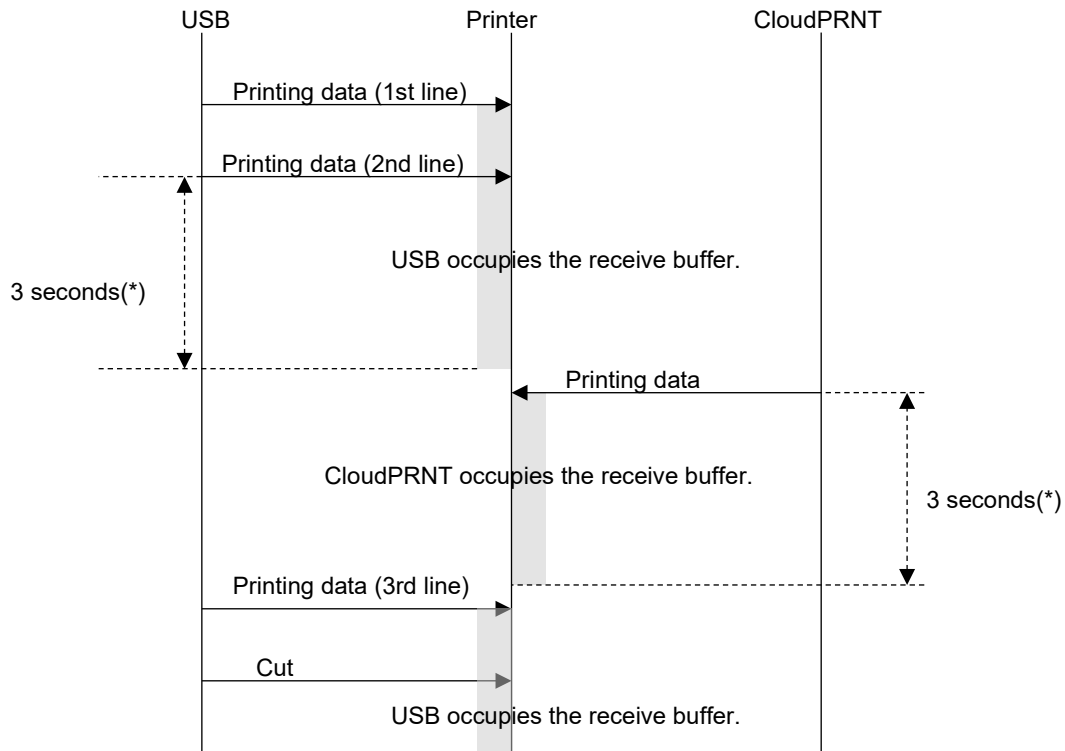 USB
Printer
CloudPRNT
Printing data (1st line)
Printing data (2nd line)
USB occupies the receive buffer.
3 seconds(*)
Printing data
CloudPRNT occupies the receive buffer.
3 seconds(*)
Printing data (3rd line)
Cut
USB occupies the receive buffer.